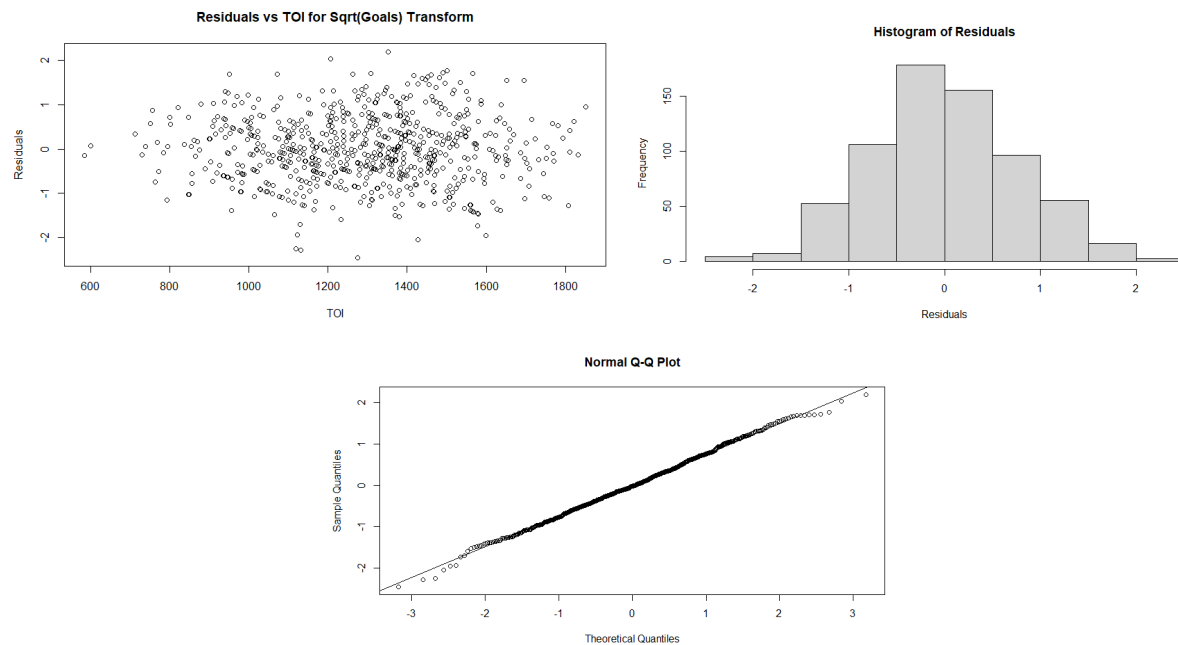 Residuals vs TOI for Sqrt(Goals) Transform
Residuals
2
1
0
-1
-2
600 800 1000 1200 1400 1600 1800
TOI
Histogram of Residuals
Frequency
150
100
50
0
-2 -1 0 1 2
Residuals
Normal Q-Q Plot
Sample Quantiles
2
1
0
-1
-2
-3 -2 -1 0 1 2 3
Theoretical Quantiles